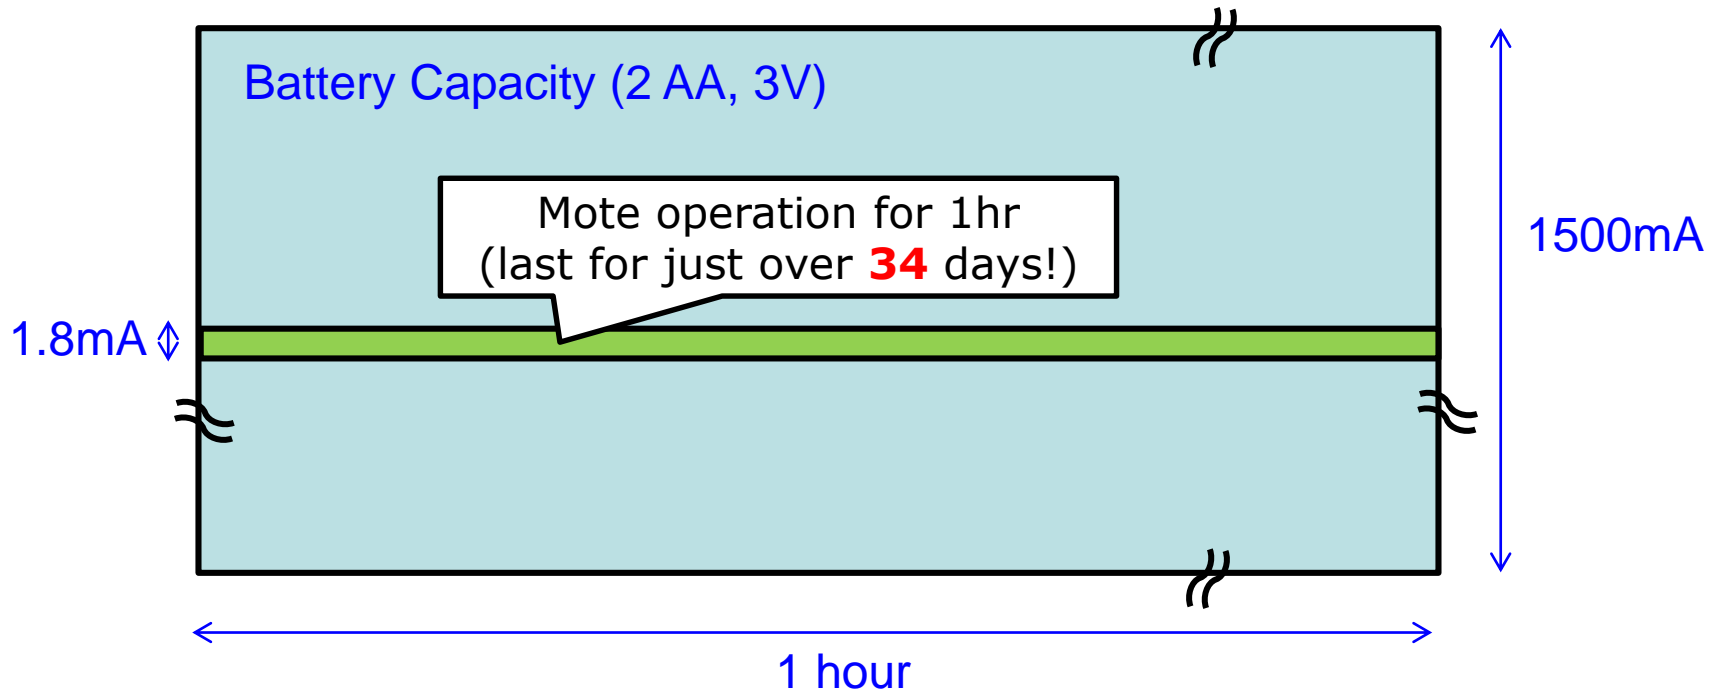 Battery Capacity (2 AA, 3V)
Mote operation for 1hr
(last for just over 34 days!)
1500mA
1.8mA
1 hour